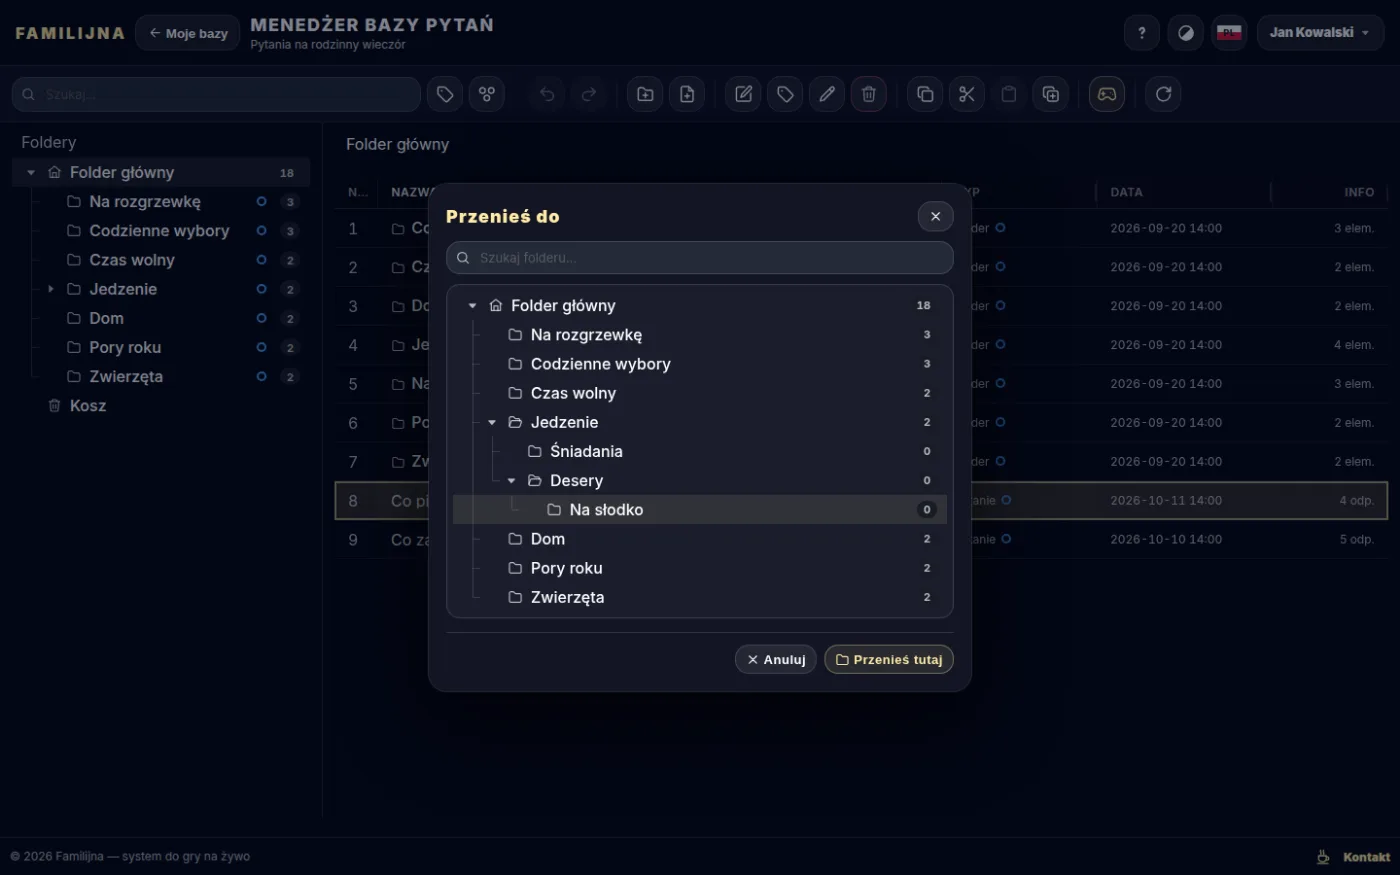 FAMILIJNA
← Moje bazy
MENEDŻER BAZY PYTAŃ
Pytania na rodzinny wieczór
?
PL
Jan Kowalski
Szukaj...
Foldery
Folder główny 18
Na rozgrzewkę 3
Codzienne wybory 3
Czas wolny 2
Jedzenie 2
Dom 2
Pory roku 2
Zwierzęta 2
Kosz
Folder główny
N... DATA INFO
1 2026-09-20 14:00 3 elem.
2 2026-09-20 14:00 2 elem.
3 2026-09-20 14:00 2 elem.
4 2026-09-20 14:00 4 elem.
5 2026-09-20 14:00 3 elem.
6 2026-09-20 14:00 2 elem.
7 2026-09-20 14:00 2 elem.
8 Co 2026-10-11 14:00 4 odp.
9 Co 2026-10-10 14:00 5 odp.
Przenieś do
Szukaj folderu...
Folder główny 18
Na rozgrzewkę 3
Codzienne wybory 3
Czas wolny 2
Jedzenie 2
Śniadania 0
Desery 0
Na słodko 0
Dom 2
Pory roku 2
Zwierzęta 2
Anuluj
Przenieś tutaj
© 2026 Familijna — system do gry na żywo
Kontakt